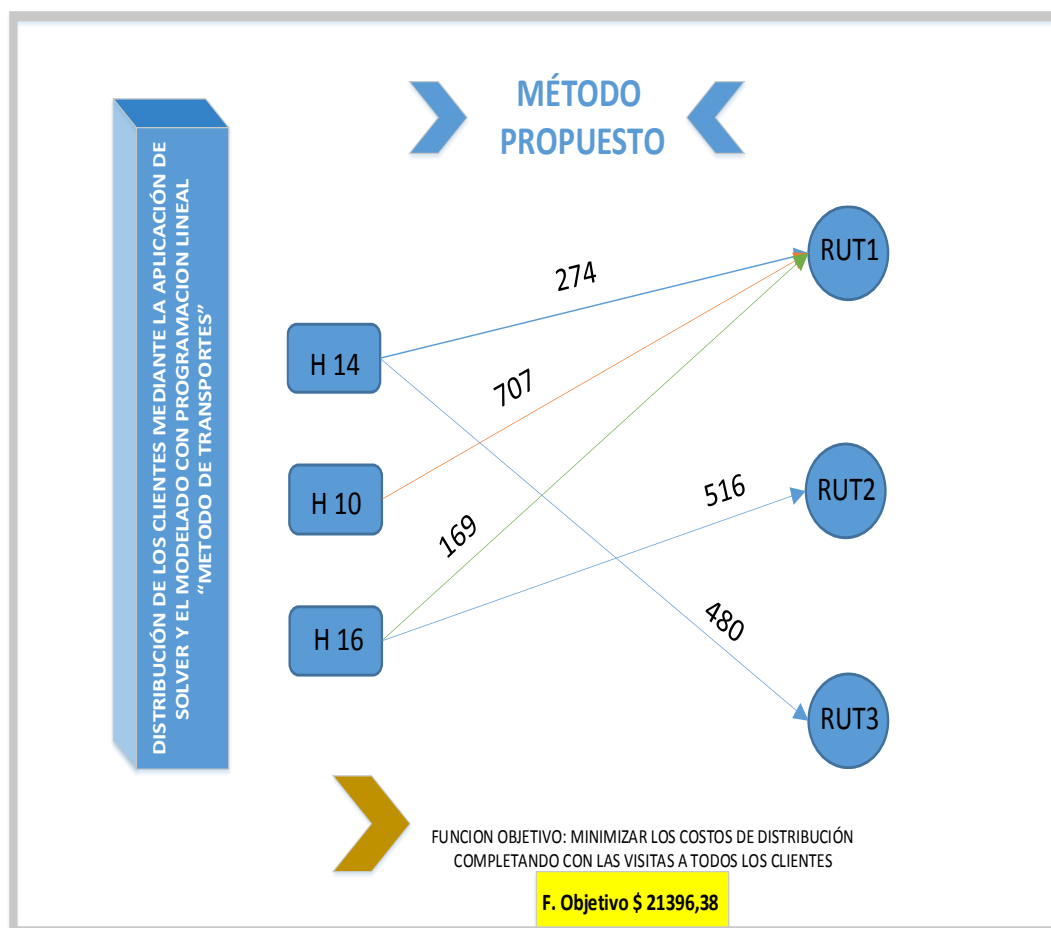 MÉTODO
PROPUESTO
DISTRIBUCIÓN DE LOS CLIENTES MEDIANTE LA APLICACIÓN DE
SOLVER Y EL MODELADO CON PROGRAMACION LINEAL
“METODO DE TRANSPORTES”
RUT1
274
H 14
707
H 10
516
RUT2
169
H 16
480
RUT3
FUNCION OBJETIVO: MINIMIZAR LOS COSTOS DE DISTRIBUCIÓN
COMPLETANDO CON LAS VISITAS A TODOS LOS CLIENTES
F. Objetivo $ 21396,38